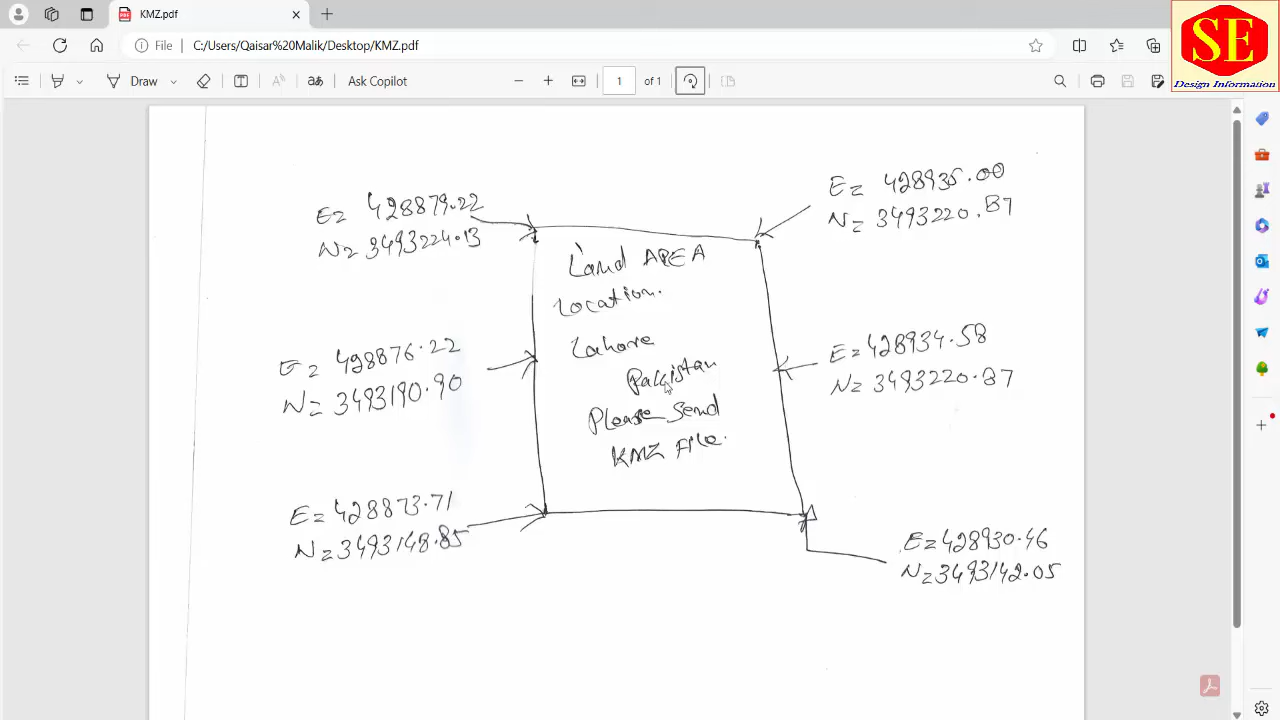 KMZ.pdf
File C:/Users/Qaisar%20Malik/Desktop/KMZ.pdf
Draw Ask Copilot 1 of 1
SE
Design Information
E= 428879.22
N= 3493224.13
E= 428935.00
N= 3493220.87
Land AREA
Location.
Lahore
Pakistan
Please Send
KMZ File.
E= 428876.22
N= 3493190.90
E= 428934.58
N= 3493220.87
E= 428873.71
N= 3493148.85
E= 428930.46
N= 3493142.05